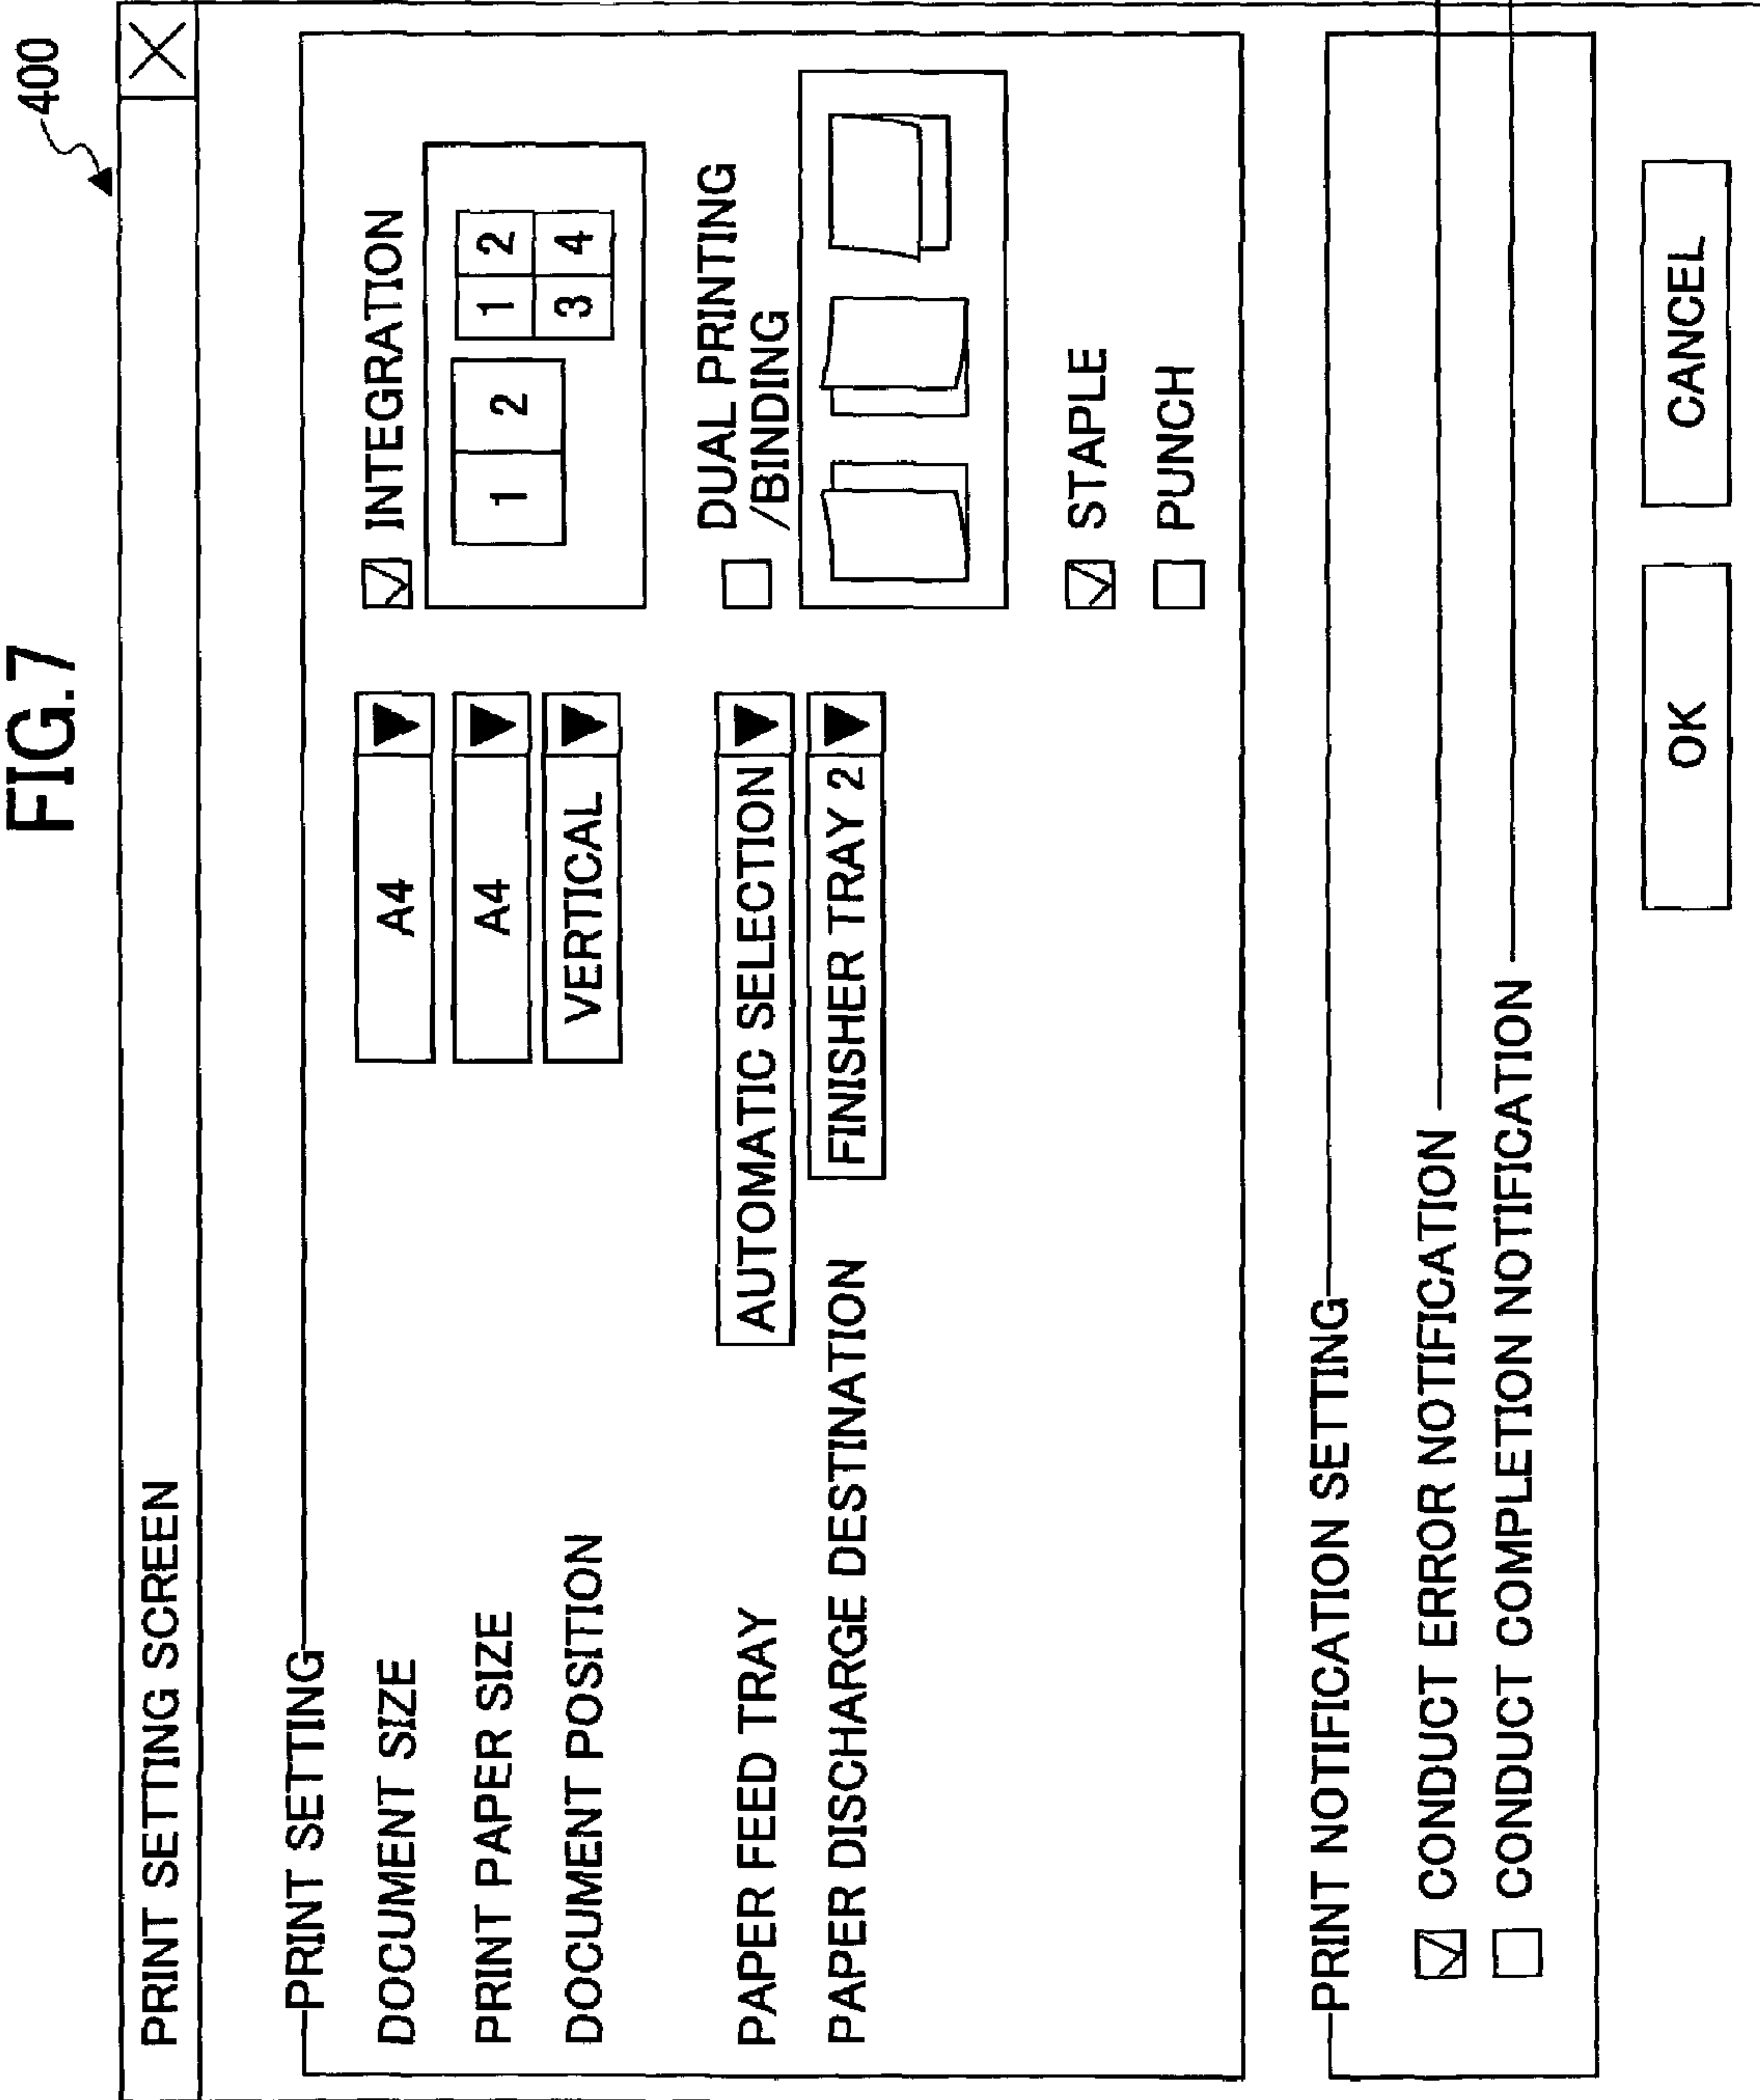 FIG.7
400
PRINT SETTING SCREEN
PRINT SETTING
DOCUMENT SIZE A4
PRINT PAPER SIZE A4
DOCUMENT POSITION VERTICAL
PAPER FEED TRAY AUTOMATIC SELECTION
PAPER DISCHARGE DESTINATION FINISHER TRAY 2
INTEGRATION
1 2
1 2
3 4
DUAL PRINTING
/BINDING
STAPLE
PUNCH
PRINT NOTIFICATION SETTING
CONDUCT ERROR NOTIFICATION
CONDUCT COMPLETION NOTIFICATION
OK CANCEL